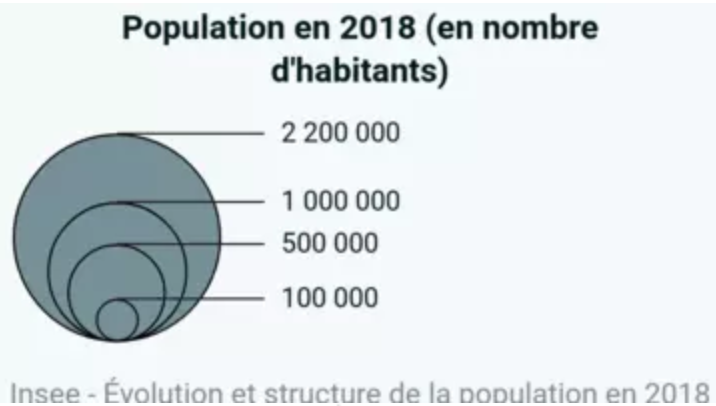 Population en 2018 (en nombre
d'habitants)
2 200 000
1 000 000
500 000
100 000
Insee - Évolution et structure de la population en 2018